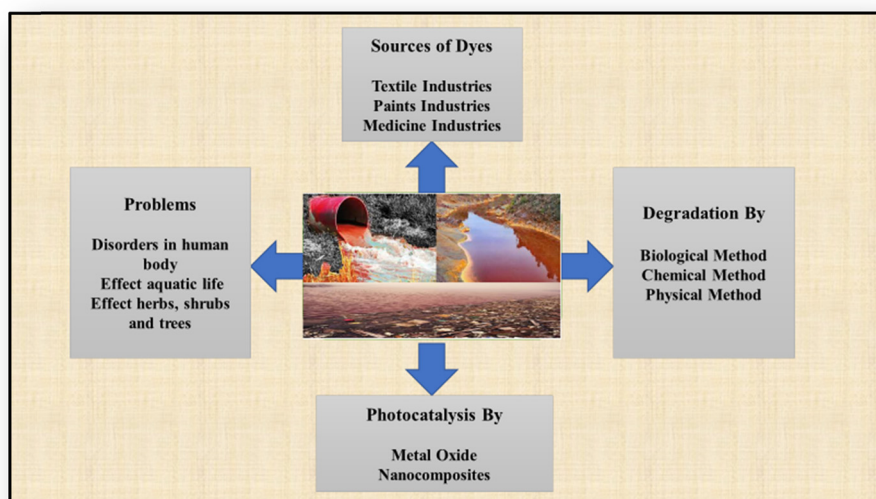 Sources of Dyes
Textile Industries
Paints Industries
Medicine Industries
Problems
Disorders in human
body
Effect aquatic life
Effect herbs, shrubs
and trees
Degradation By
Biological Method
Chemical Method
Physical Method
Photocatalysis By
Metal Oxide
Nanocomposites